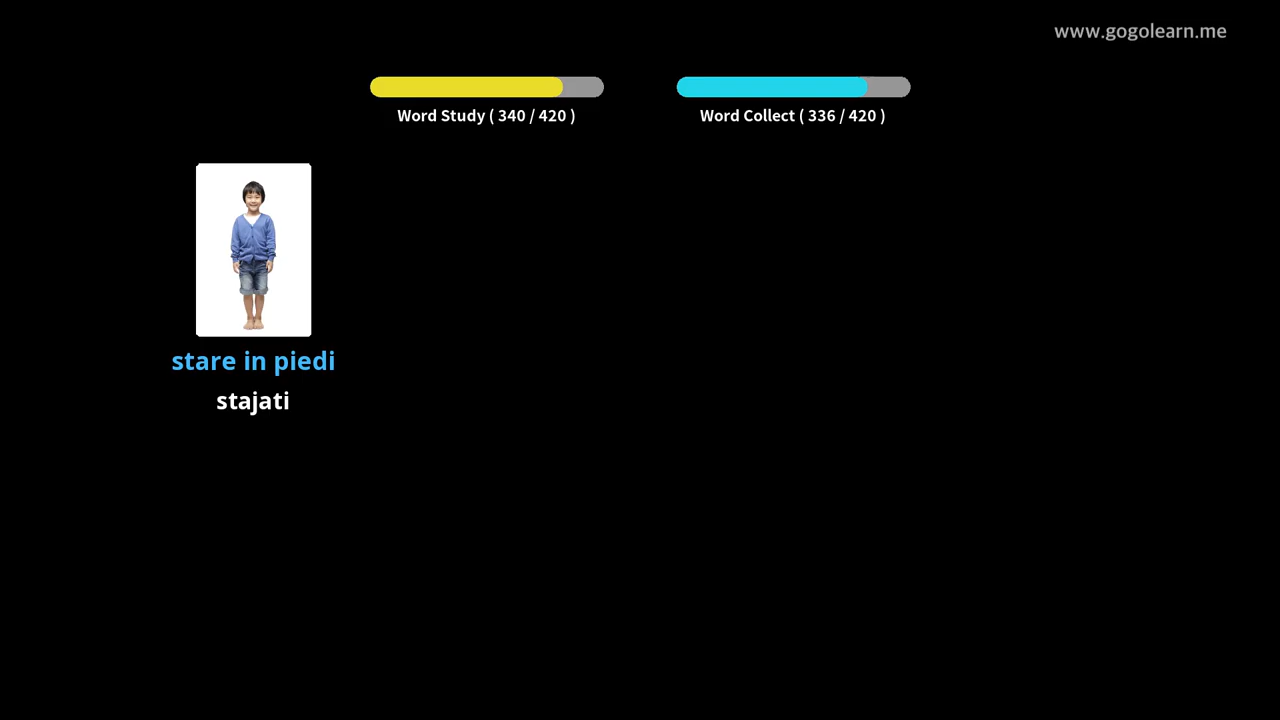 www.gogolearn.me
Word Study ( 340 / 420 )
Word Collect ( 336 / 420 )
stare in piedi
stajati